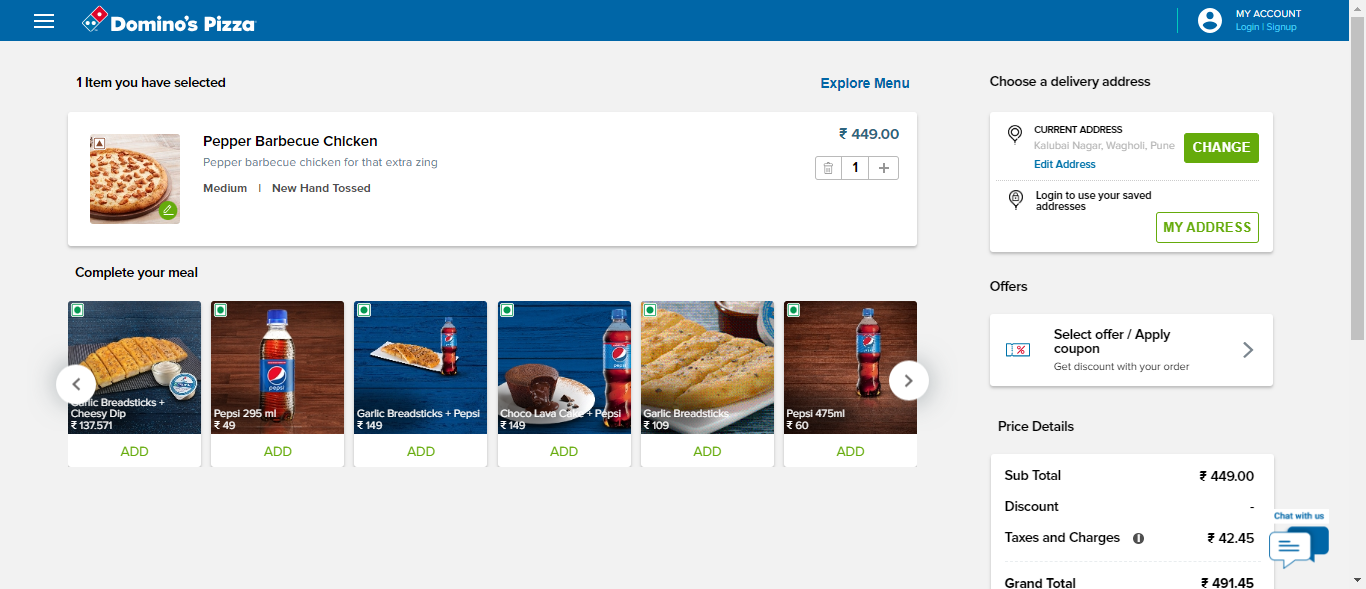 Domino's Pizza
MY ACCOUNT
Login | Signup
1 Item you have selected
Explore Menu
Pepper Barbecue Chicken
Pepper barbecue chicken for that extra zing
Medium | New Hand Tossed
₹ 449.00
1 +
Complete your meal
Garlic Breadsticks +
Cheesy Dip
₹ 137.571
ADD
pepsi
Pepsi 295 ml
₹ 49
ADD
Garlic Breadsticks + Pepsi
₹ 149
ADD
Choco Lava Cake + Pepsi
₹ 149
ADD
Garlic Breadsticks
₹ 109
ADD
Pepsi 475ml
₹ 60
ADD
Choose a delivery address
CURRENT ADDRESS
Kalubai Nagar, Wagholi, Pune
Edit Address
CHANGE
Login to use your saved
addresses
MY ADDRESS
Offers
Select offer / Apply
coupon
Get discount with your order
Price Details
Sub Total ₹ 449.00
Discount -
Taxes and Charges ₹ 42.45
Grand Total ₹ 491.45
Chat with us